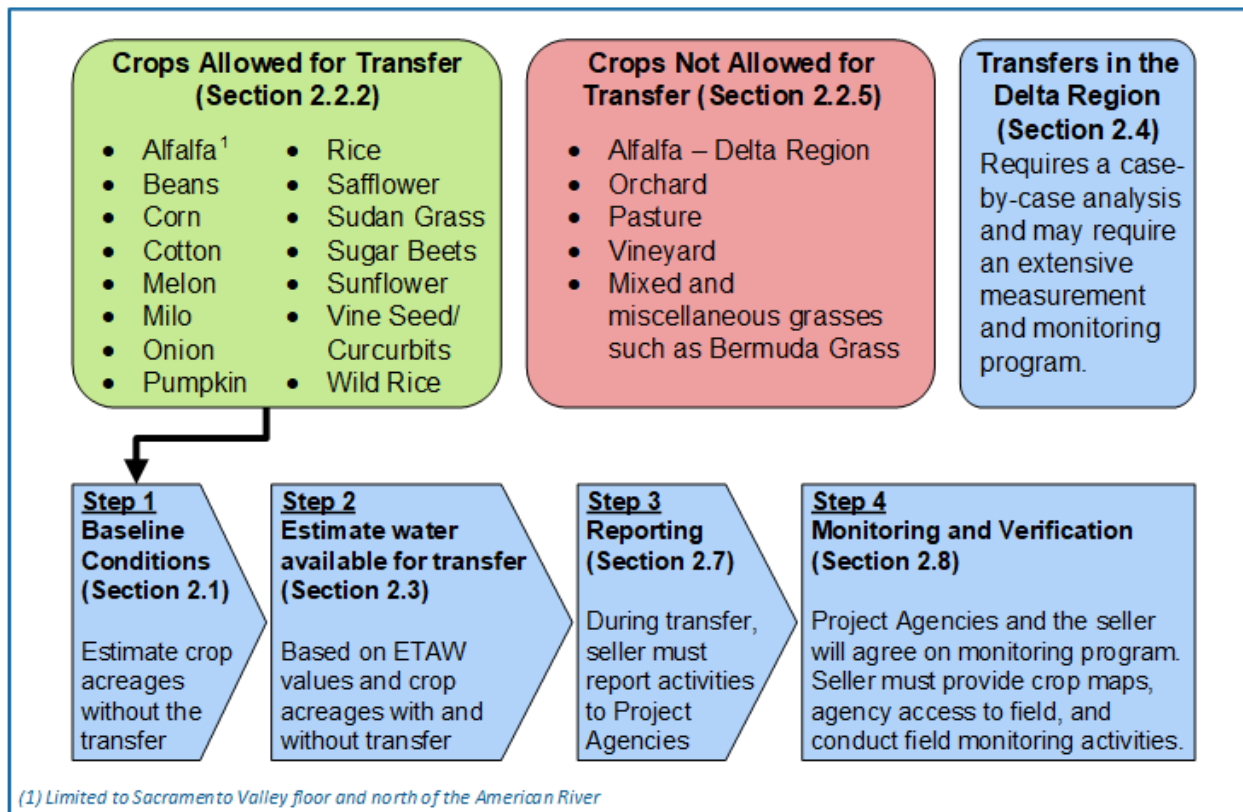 Crops Allowed for Transfer
(Section 2.2.2)
• Alfalfa¹
• Beans
• Corn
• Cotton
• Melon
• Milo
• Onion
• Pumpkin
• Rice
• Safflower
• Sudan Grass
• Sugar Beets
• Sunflower
• Vine Seed/
Curcurbits
• Wild Rice
Crops Not Allowed for
Transfer (Section 2.2.5)
• Alfalfa – Delta Region
• Orchard
• Pasture
• Vineyard
• Mixed and
miscellaneous grasses
such as Bermuda Grass
Transfers in the
Delta Region
(Section 2.4)
Requires a case-
by-case analysis
and may require
an extensive
measurement
and monitoring
program.
Step 1
Baseline
Conditions
(Section 2.1)
Estimate crop
acreages
without the
transfer
Step 2
Estimate water
available for transfer
(Section 2.3)
Based on ETAW
values and crop
acreages with and
without transfer
Step 3
Reporting
(Section 2.7)
During transfer,
seller must
report activities
to Project
Agencies
Step 4
Monitoring and Verification
(Section 2.8)
Project Agencies and the seller
will agree on monitoring program.
Seller must provide crop maps,
agency access to field, and
conduct field monitoring activities.
(1) Limited to Sacramento Valley floor and north of the American River